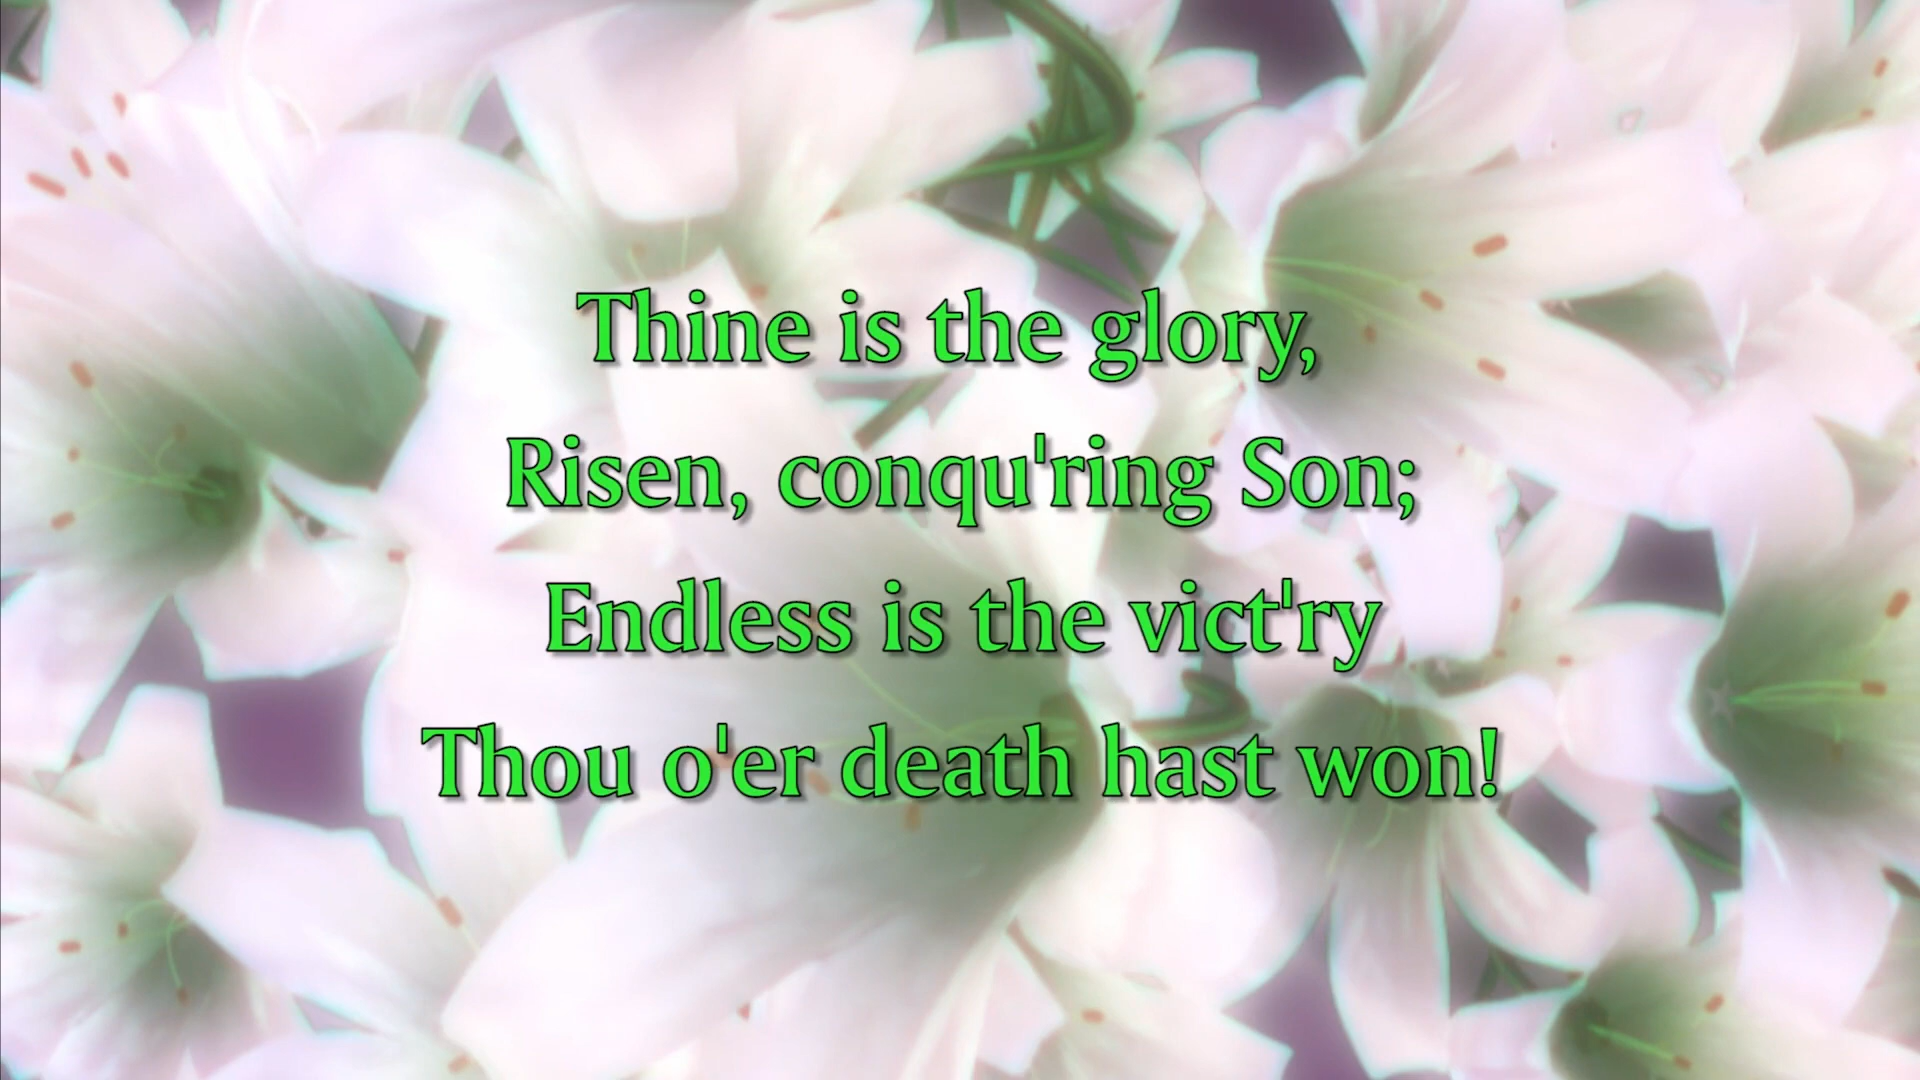 Thine is the glory,
Risen, conqu'ring Son;
Endless is the vict'ry
Thou o'er death hast won!